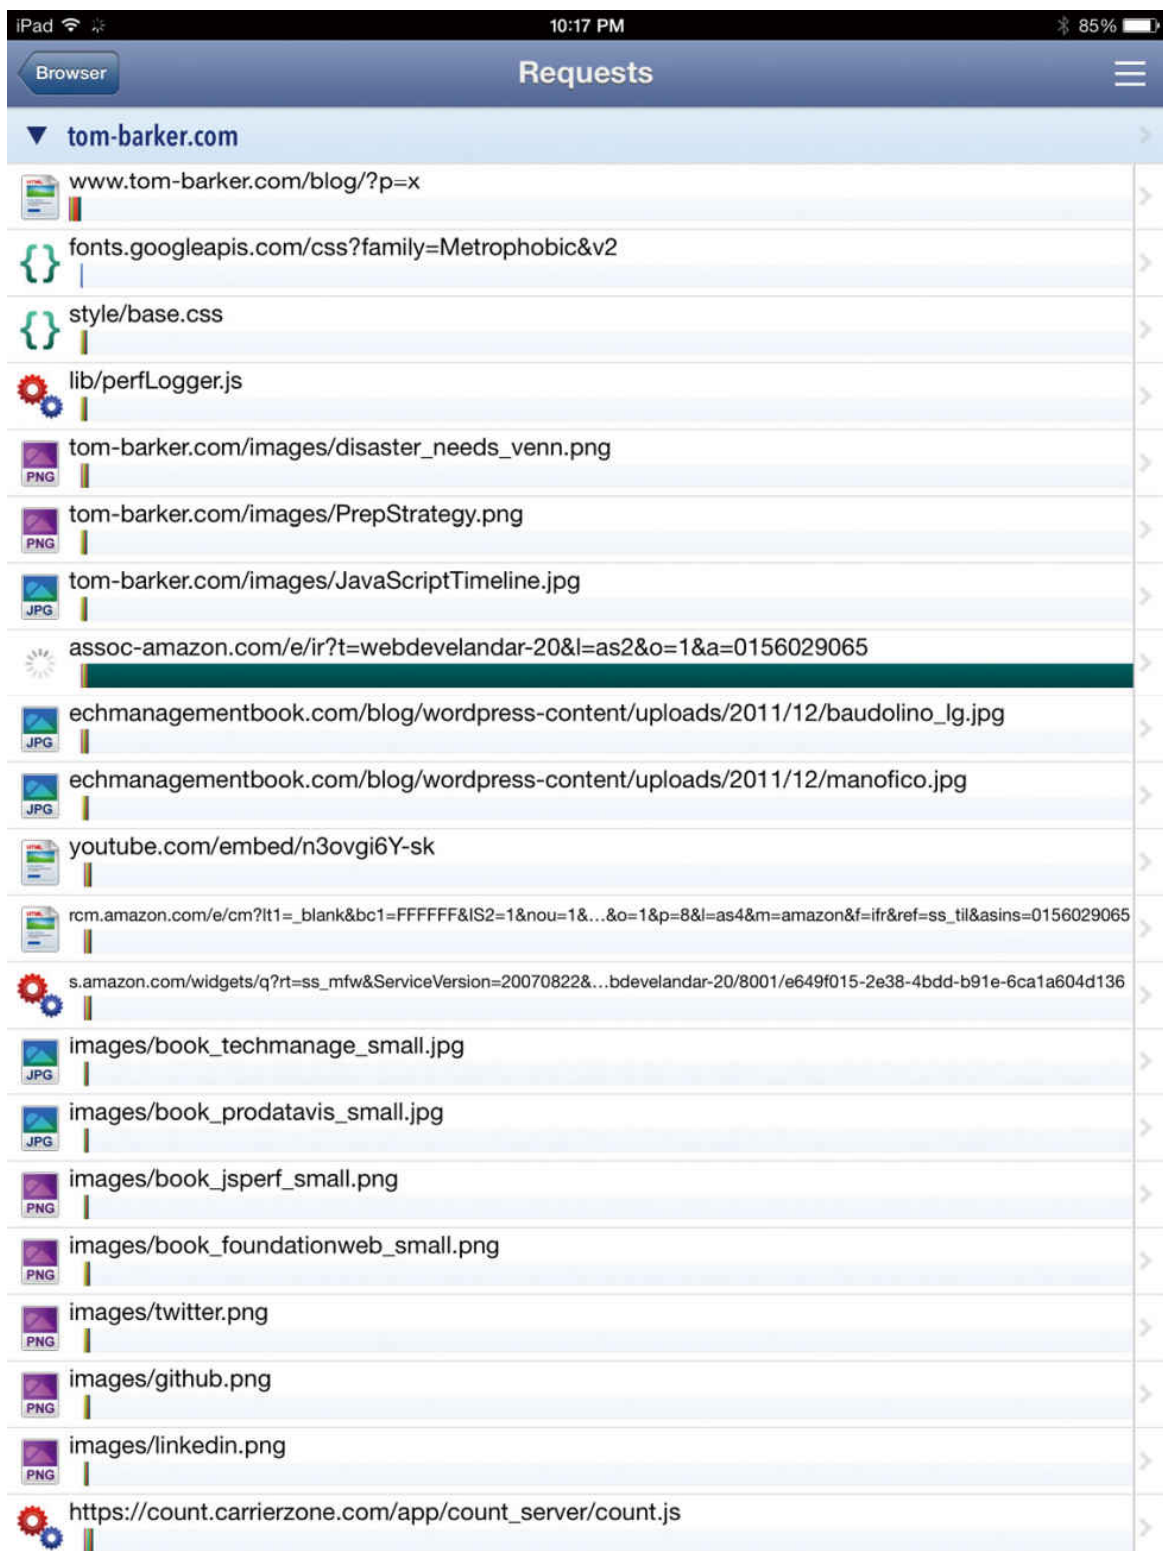 iPad 10:17 PM 85%
Browser Requests
tom-barker.com
www.tom-barker.com/blog/?p=x
fonts.googleapis.com/css?family=Metrophobic&v2
style/base.css
lib/perfLogger.js
tom-barker.com/images/disaster_needs_venn.png
PNG
tom-barker.com/images/PrepStrategy.png
PNG
tom-barker.com/images/JavaScriptTimeline.jpg
JPG
assoc-amazon.com/e/ir?t=webdevelandar-20&l=as2&o=1&a=0156029065
echmanagementbook.com/blog/wordpress-content/uploads/2011/12/baudolino_lg.jpg
JPG
echmanagementbook.com/blog/wordpress-content/uploads/2011/12/manofico.jpg
JPG
youtube.com/embed/n3ovgi6Y-sk
rcm.amazon.com/e/cm?lt1=_blank&bc1=FFFFFF&IS2=1&nou=1&...&o=1&p=8&l=as4&m=amazon&f=ifr&ref=ss_til&asins=0156029065
s.amazon.com/widgets/q?rt=ss_mfw&ServiceVersion=20070822&...bdevelandar-20/8001/e649f015-2e38-4bdd-b91e-6ca1a604d136
images/book_techmanage_small.jpg
JPG
images/book_prodatavis_small.jpg
JPG
images/book_jsperf_small.png
PNG
images/book_foundationweb_small.png
PNG
images/twitter.png
PNG
images/github.png
PNG
images/linkedin.png
PNG
https://count.carrierzone.com/app/count_server/count.js